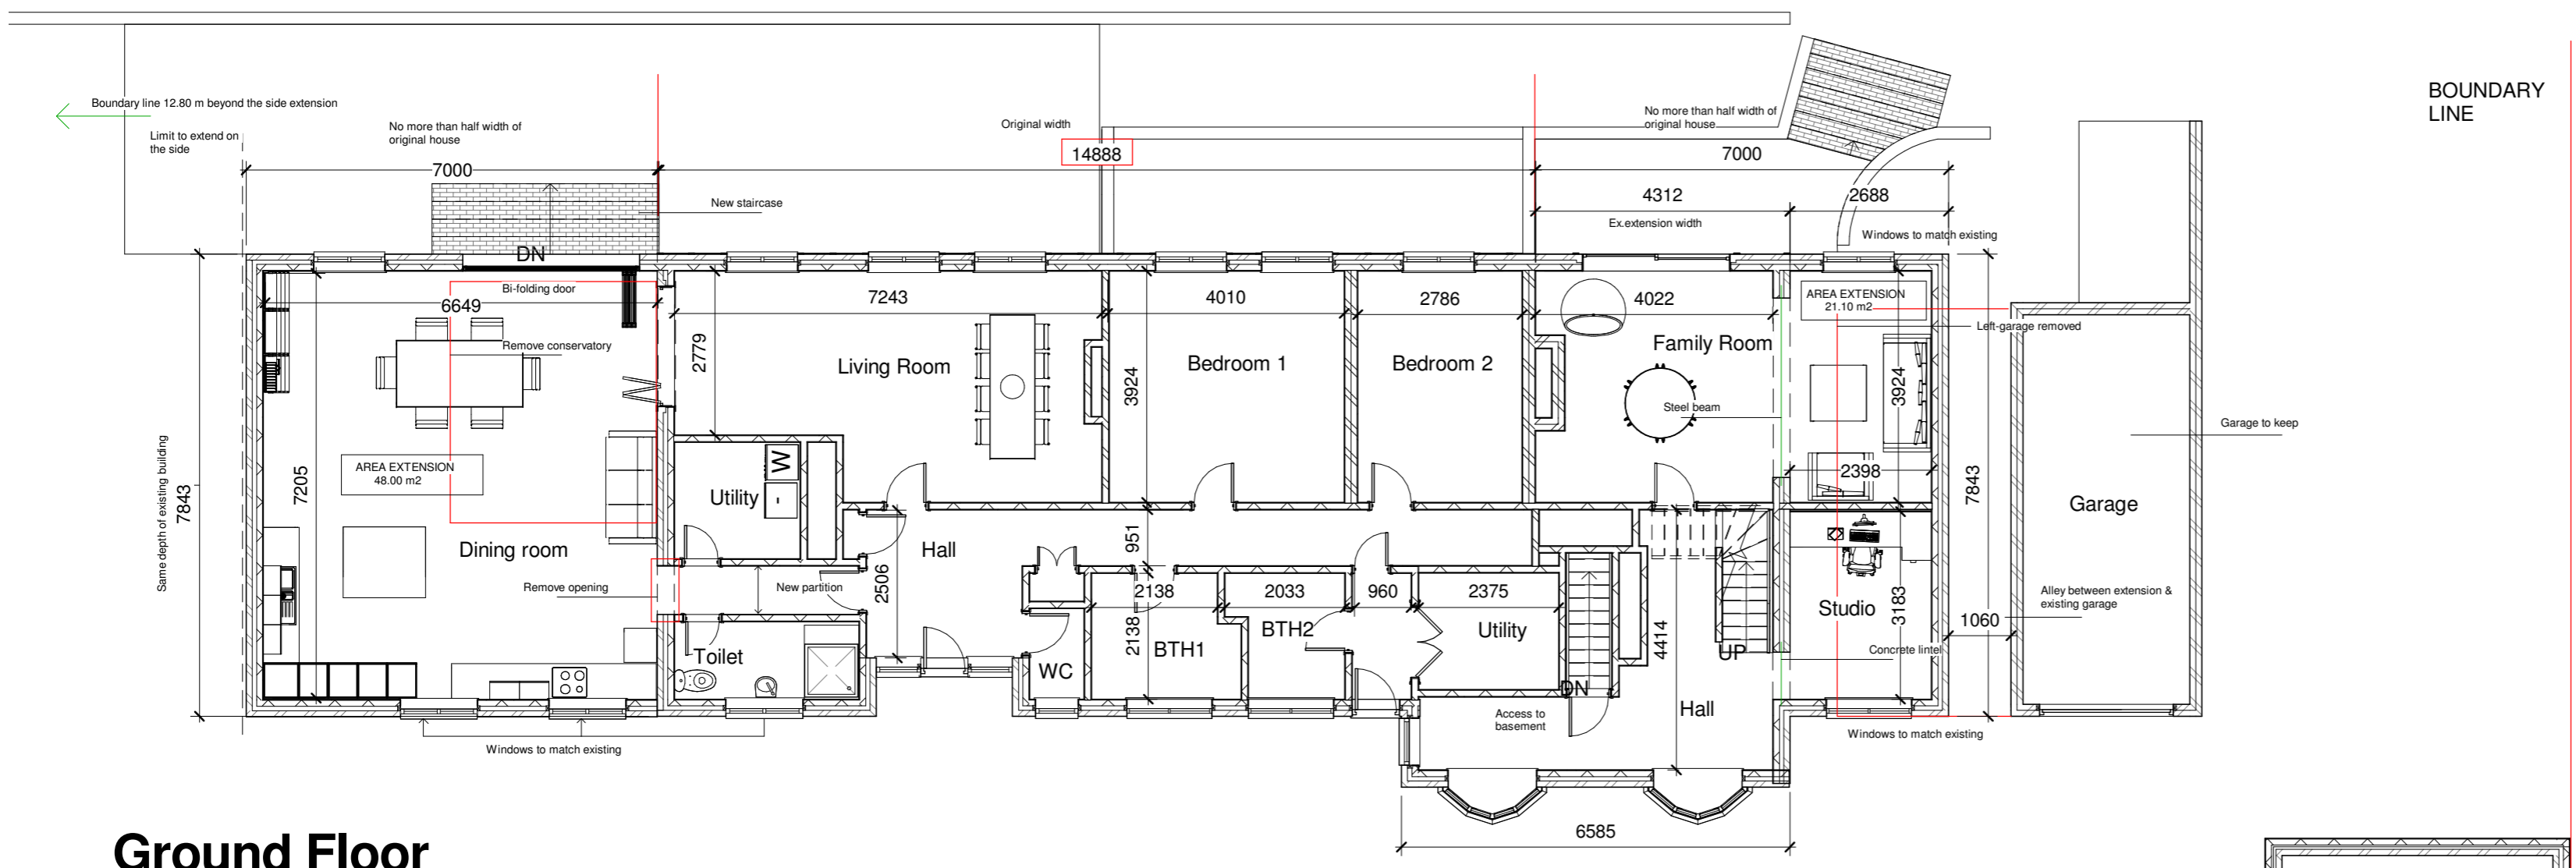 Boundary line 12.80 m beyond the side extension
Limit to extend on
the side
No more than half width of
original house
7000
Original width
14888
No more than half width of
original house
7000
4312
2688
Ex.extension width
BOUNDARY
LINE
New staircase
DN
Windows to match existing
Bi-folding door
6649
7243
4010
2786
4022
AREA EXTENSION
21.10 m2
Left-garage removed
Remove conservatory
2779
Living Room
3924
Bedroom 1
Bedroom 2
Family Room
3924
Steel beam
Garage to keep
Same depth of existing building
7843
7205
AREA EXTENSION
48.00 m2
W
Utility
2398
7843
Garage
Dining room
Hall
951
Remove opening
New partition
2506
2138
2033
960
2375
Studio
3183
Alley between extension &
existing garage
1060
2138
BTH1
BTH2
Utility
4414
UP
Concrete lintel
Toilet
WC
DN
Hall
Access to
basement
Windows to match existing
Windows to match existing
6585
Ground Floor